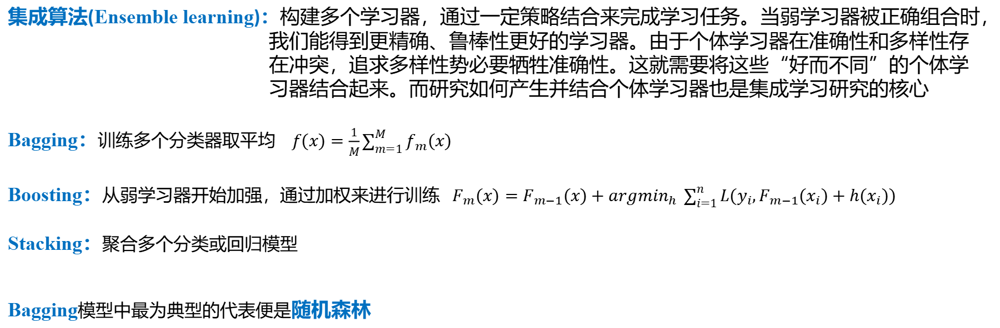 集成算法(Ensemble learning)：构建多个学习器，通过一定策略结合来完成学习任务。当弱学习器被正确组合时，
我们能得到更精确、鲁棒性更好的学习器。由于个体学习器在准确性和多样性存
在冲突，追求多样性势必要牺牲准确性。这就需要将这些“好而不同”的个体学
习器结合起来。而研究如何产生并结合个体学习器也是集成学习研究的核心
Bagging：训练多个分类器取平均 f(x) = \frac{1}{M}\sum_{m=1}^{M} f_m(x)
Boosting：从弱学习器开始加强，通过加权来进行训练 F_m(x) = F_{m-1}(x) + argmin_h \sum_{i=1}^{n} L(y_i, F_{m-1}(x_i) + h(x_i))
Stacking：聚合多个分类或回归模型
Bagging模型中最为典型的代表便是随机森林